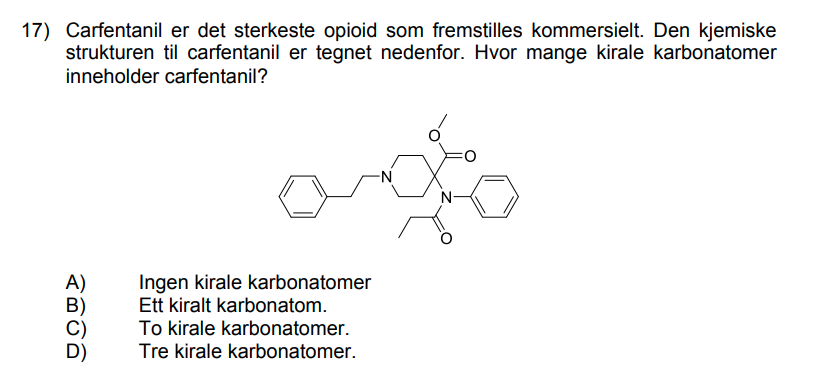 17) Carfentanil er det sterkeste opioid som fremstilles kommersielt. Den kjemiske
strukturen til carfentanil er tegnet nedenfor. Hvor mange kirale karbonatomer
inneholder carfentanil?
O
O
N
N
O
A) Ingen kirale karbonatomer
B) Ett kiralt karbonatom.
C) To kirale karbonatomer.
D) Tre kirale karbonatomer.